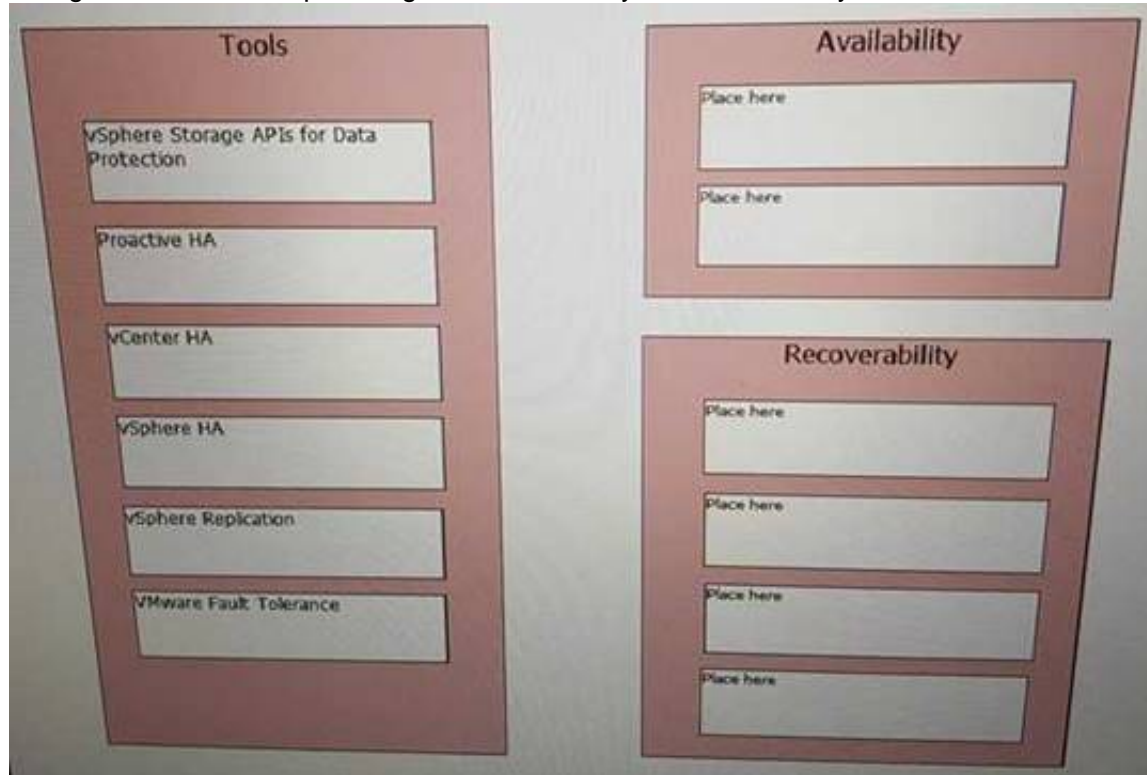 Tools
vSphere Storage APIs for Data
Protection
Proactive HA
vCenter HA
vSphere HA
vSphere Replication
VMware Fault Tolerance
Availability
Place here
Place here
Recoverability
Place here
Place here
Place here
Place here